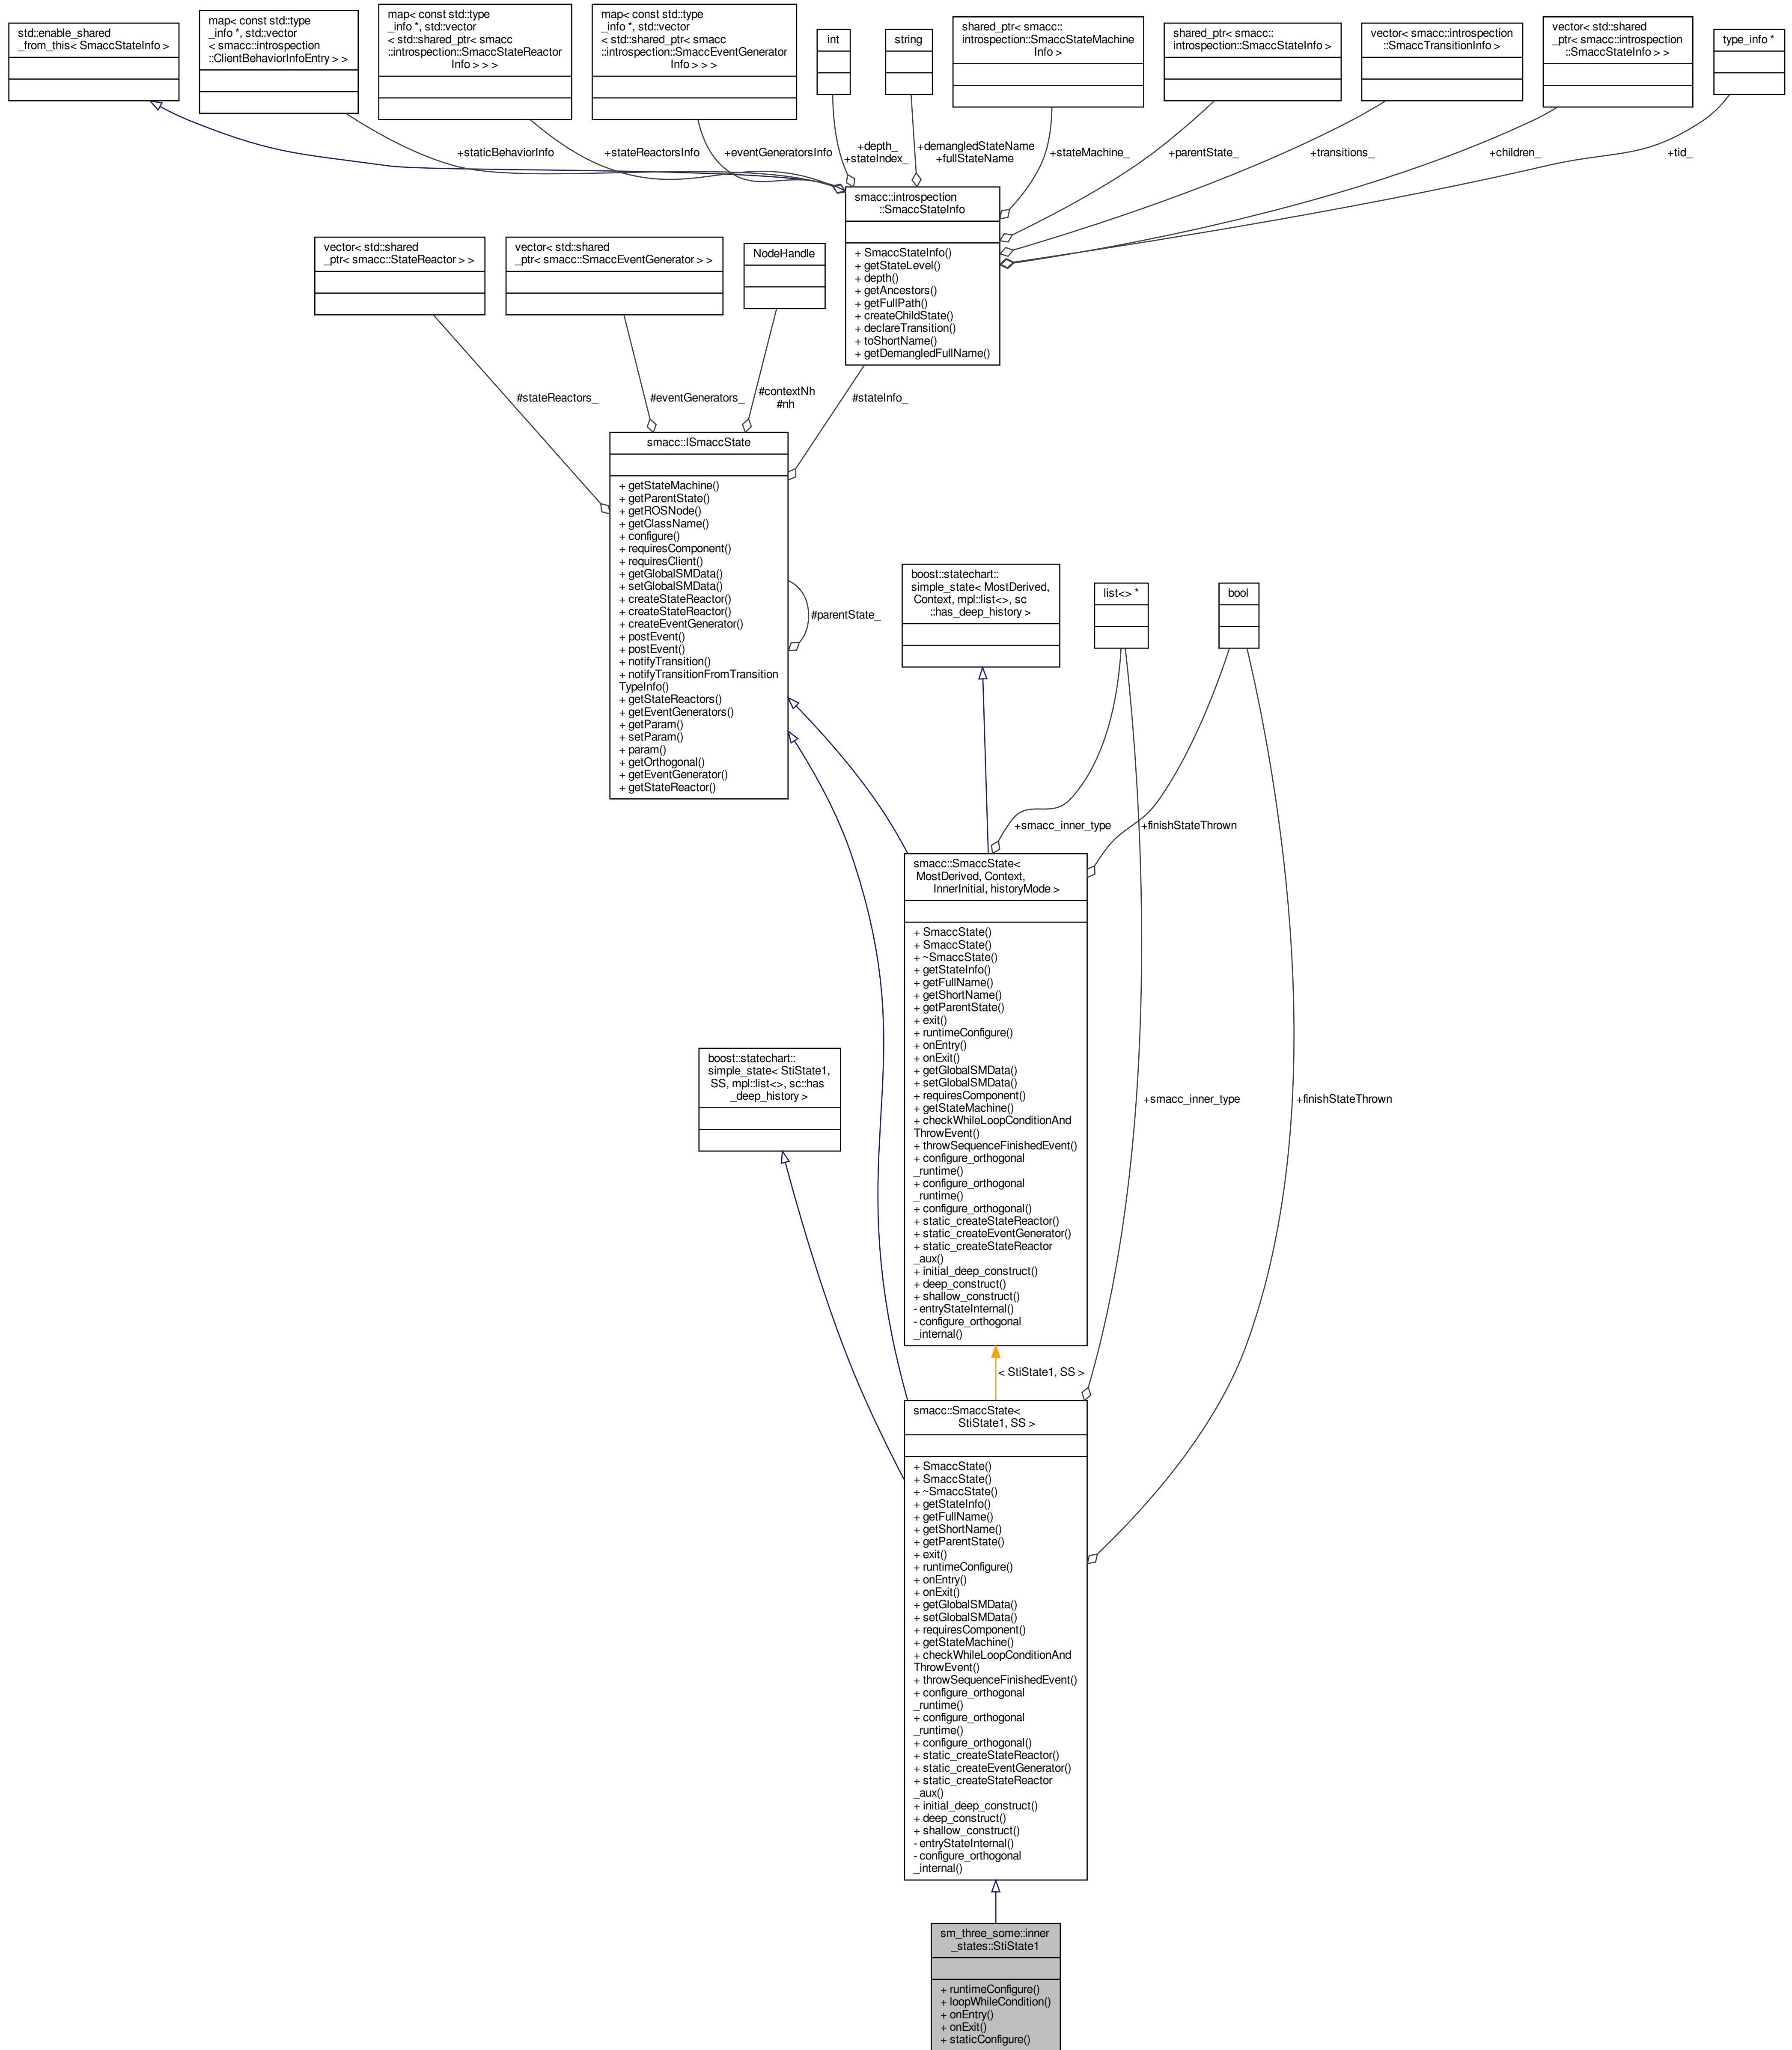 std::enable_shared
_from_this< SmaccStateInfo >
map< const std::type
_info *, std::vector
< smacc::introspection
::ClientBehaviorInfoEntry > >
map< const std::type
_info *, std::vector
< std::shared_ptr< smacc
::introspection::SmaccStateReactor
Info > > >
map< const std::type
_info *, std::vector
< std::shared_ptr< smacc
::introspection::SmaccEventGenerator
Info > > >
int
string
shared_ptr< smacc::
introspection::SmaccStateMachine
Info >
shared_ptr< smacc::
introspection::SmaccStateInfo >
vector< smacc::introspection
::SmaccTransitionInfo >
vector< std::shared
_ptr< smacc::introspection
::SmaccStateInfo > >
type_info *
+staticBehaviorInfo
+stateReactorsInfo
+eventGeneratorsInfo
+depth_
+stateIndex_
+demangledStateName
+fullStateName
+stateMachine_
+parentState_
+transitions_
+children_
+tid_
smacc::introspection
::SmaccStateInfo
+ SmaccStateInfo()
+ getStateLevel()
+ depth()
+ getAncestors()
+ getFullPath()
+ createChildState()
+ declareTransition()
+ toShortName()
+ getDemangledFullName()
vector< std::shared
_ptr< smacc::StateReactor > >
vector< std::shared
_ptr< smacc::SmaccEventGenerator > >
NodeHandle
#stateReactors_
#eventGenerators_
#contextNh
#nh
#stateInfo_
smacc::ISmaccState
+ getStateMachine()
+ getParentState()
+ getROSNode()
+ getClassName()
+ configure()
+ requiresComponent()
+ requiresClient()
+ getGlobalSMData()
+ setGlobalSMData()
+ createStateReactor()
+ createStateReactor()
+ createEventGenerator()
+ postEvent()
+ postEvent()
+ notifyTransition()
+ notifyTransitionFromTransition
TypeInfo()
+ getStateReactors()
+ getEventGenerators()
+ getParam()
+ setParam()
+ param()
+ getOrthogonal()
+ getEventGenerator()
+ getStateReactor()
#parentState_
boost::statechart::
simple_state< MostDerived,
Context, mpl::list<>, sc
::has_deep_history >
list<> *
bool
+smacc_inner_type
+finishStateThrown
smacc::SmaccState<
MostDerived, Context,
InnerInitial, historyMode >
+ SmaccState()
+ SmaccState()
+ ~SmaccState()
+ getStateInfo()
+ getFullName()
+ getShortName()
+ getParentState()
+ exit()
+ runtimeConfigure()
+ onEntry()
+ onExit()
+ getGlobalSMData()
+ setGlobalSMData()
+ requiresComponent()
+ getStateMachine()
+ checkWhileLoopConditionAnd
ThrowEvent()
+ throwSequenceFinishedEvent()
+ configure_orthogonal
_runtime()
+ configure_orthogonal
_runtime()
+ configure_orthogonal()
+ static_createStateReactor()
+ static_createEventGenerator()
+ static_createStateReactor
_aux()
+ initial_deep_construct()
+ deep_construct()
+ shallow_construct()
- entryStateInternal()
- configure_orthogonal
_internal()
boost::statechart::
simple_state< StiState1,
SS, mpl::list<>, sc::has
_deep_history >
+smacc_inner_type
+finishStateThrown
< StiState1, SS >
smacc::SmaccState<
StiState1, SS >
+ SmaccState()
+ SmaccState()
+ ~SmaccState()
+ getStateInfo()
+ getFullName()
+ getShortName()
+ getParentState()
+ exit()
+ runtimeConfigure()
+ onEntry()
+ onExit()
+ getGlobalSMData()
+ setGlobalSMData()
+ requiresComponent()
+ getStateMachine()
+ checkWhileLoopConditionAnd
ThrowEvent()
+ throwSequenceFinishedEvent()
+ configure_orthogonal
_runtime()
+ configure_orthogonal
_runtime()
+ configure_orthogonal()
+ static_createStateReactor()
+ static_createEventGenerator()
+ static_createStateReactor
_aux()
+ initial_deep_construct()
+ deep_construct()
+ shallow_construct()
- entryStateInternal()
- configure_orthogonal
_internal()
sm_three_some::inner
_states::StiState1
+ runtimeConfigure()
+ loopWhileCondition()
+ onEntry()
+ onExit()
+ staticConfigure()